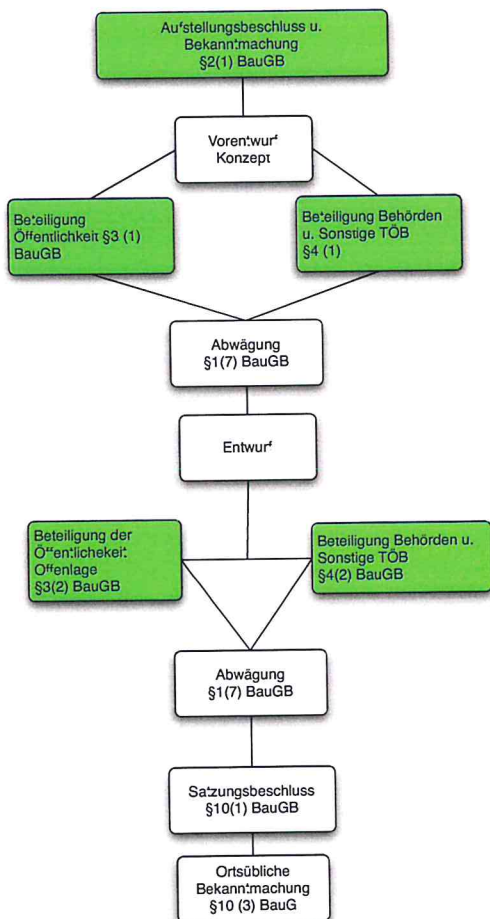 Aufstellungsbeschluss u.
Bekanntmachung
§2(1) BauGB
Vorentwurf
Konzept
Beteiligung
Öffentlichkeit §3 (1)
BauGB
Beteiligung Behörden
u. Sonstige TÖB
§4 (1)
Abwägung
§1(7) BauGB
Entwurf
Beteiligung der
Öffentlichekeit
Offenlage
§3(2) BauGB
Beteiligung Behörden u.
Sonstige TÖB
§4(2) BauGB
Abwägung
§1(7) BauGB
Satzungsbeschluss
§10(1) BauGB
Ortsübliche
Bekanntmachung
§10 (3) BauG